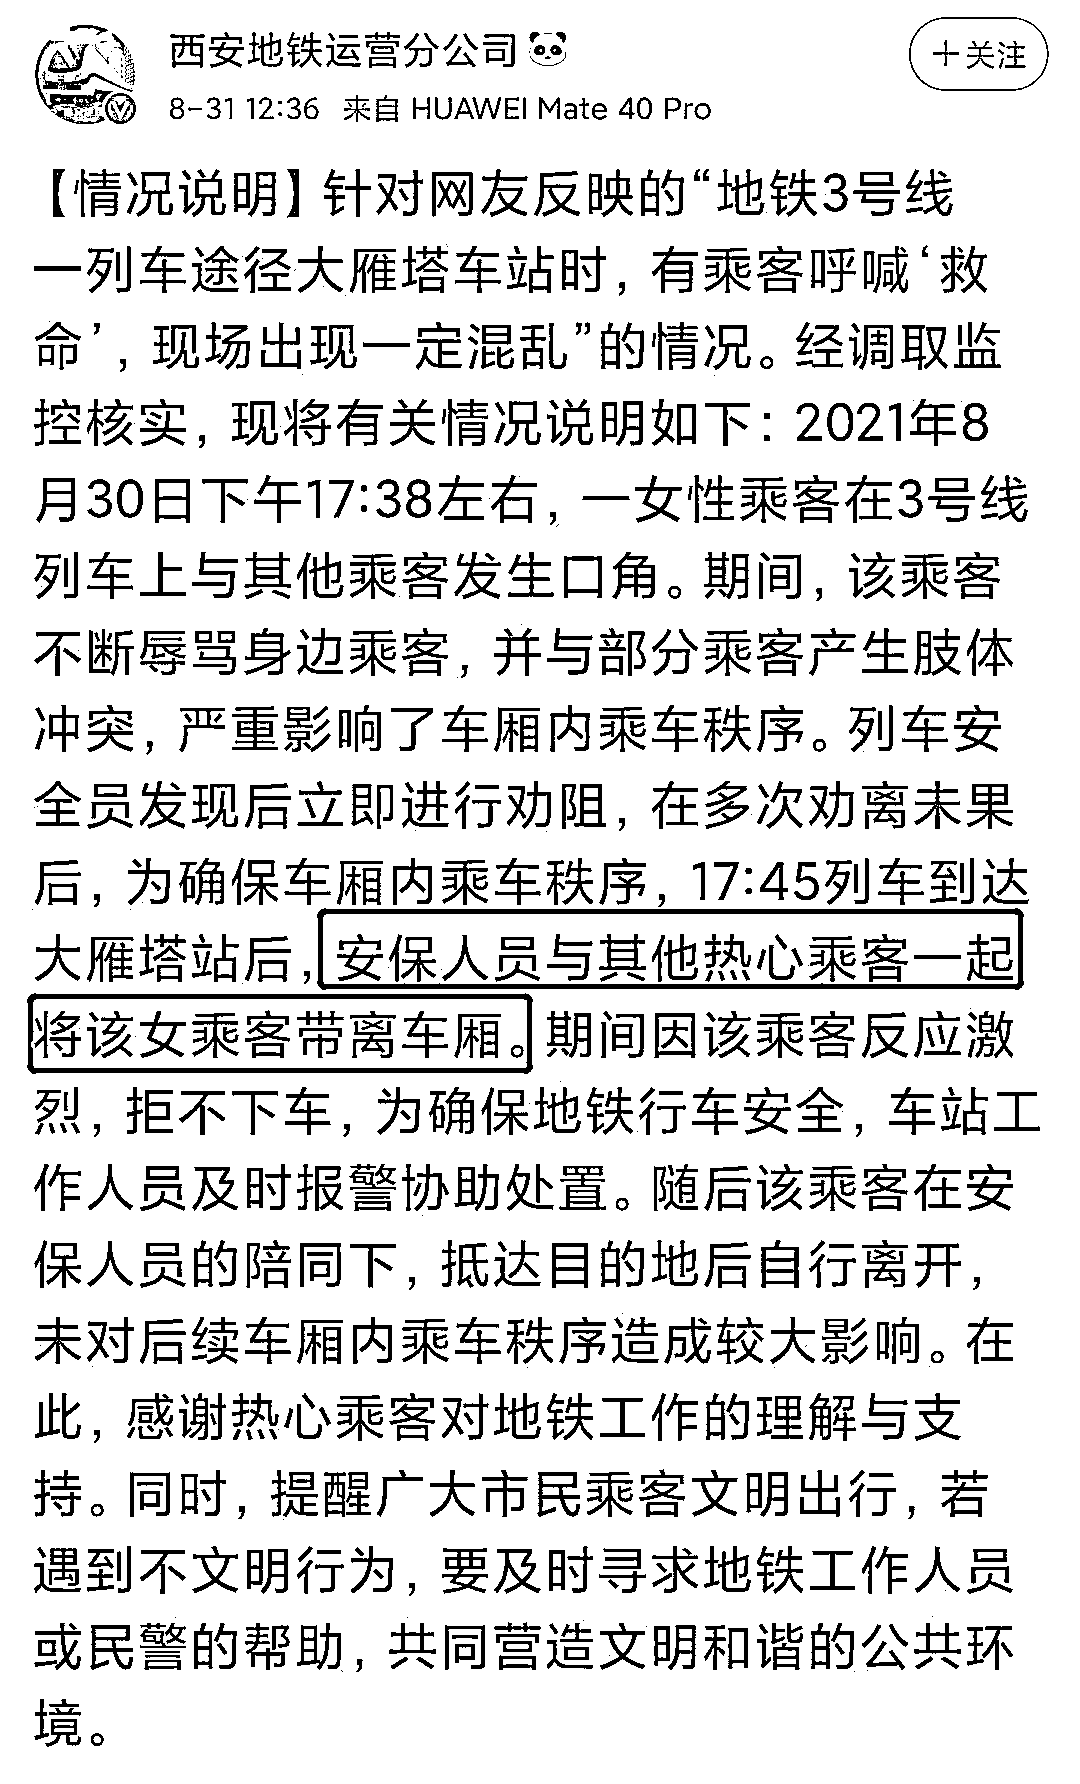 西安地铁运营分公司
+关注
8-31 12:36 来自 HUAWEI Mate 40 Pro
【情况说明】针对网友反映的“地铁3号线
一列车途径大雁塔车站时，有乘客呼喊‘救
命’，现场出现一定混乱”的情况。经调取监
控核实，现将有关情况说明如下：2021年8
月30日下午17:38左右，一女性乘客在3号线
列车上与其他乘客发生口角。期间，该乘客
不断辱骂身边乘客，并与部分乘客产生肢体
冲突，严重影响了车厢内乘车秩序。列车安
全员发现后立即进行劝阻，在多次劝离未果
后，为确保车厢内乘车秩序，17:45列车到达
大雁塔站后，安保人员与其他热心乘客一起
将该女乘客带离车厢。期间因该乘客反应激
烈，拒不下车，为确保地铁行车安全，车站工
作人员及时报警协助处置。随后该乘客在安
保人员的陪同下，抵达目的地后自行离开，
未对后续车厢内乘车秩序造成较大影响。在
此，感谢热心乘客对地铁工作的理解与支
持。同时，提醒广大市民乘客文明出行，若
遇到不文明行为，要及时寻求地铁工作人员
或民警的帮助，共同营造文明和谐的公共环
境。